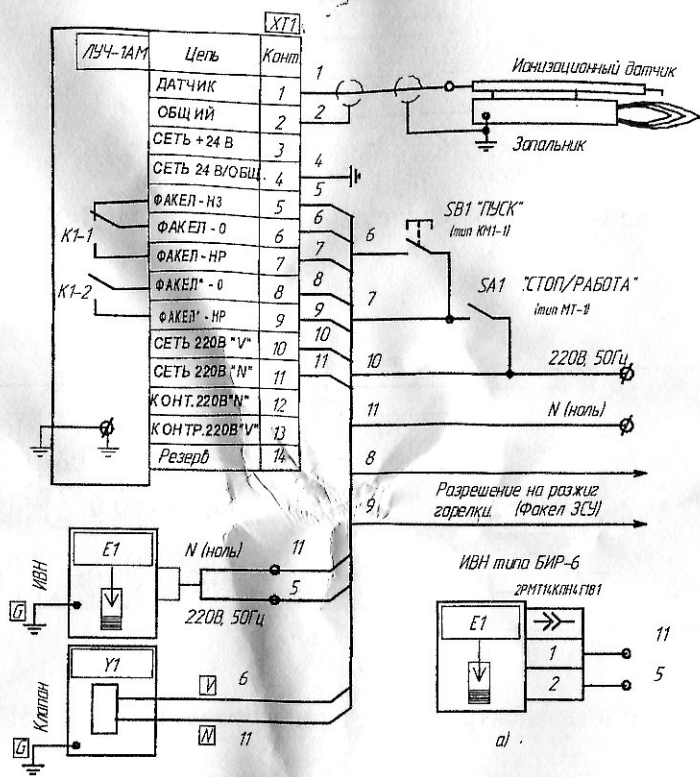 XT1
ЛУЧ-1АМ Цепь Конт.
ДАТЧИК 1
ОБЩИЙ 2
СЕТЬ +24 В 3
СЕТЬ 24 В/ОБЩ. 4
ФАКЕЛ - НЗ 5
ФАКЕЛ - О 6
ФАКЕЛ - НР 7
ФАКЕЛ* - О 8
ФАКЕЛ* - НР 9
СЕТЬ 220В "V" 10
СЕТЬ 220В "N" 11
КОНТ.220В"N" 12
КОНТР.220В"V" 13
Резерв 14
К1-1
К1-2
1
2
4
5
6
7
8
9
10
11
Ионизационный датчик
Запальник
6
SB1 "ПУСК"
(тип КМ1-1)
7
SA1 "СТОП/РАБОТА"
(тип МТ-1)
10
220В, 50Гц
11
N (ноль)
8
Разрешение на розжиг
горелки (Факел ЗСУ)
9
ИВН
E1
G
N (ноль) 11
5
220В, 50Гц
Клапан
Y1
G
V 6
N 11
ИВН типа БИР-6
2РМТ14КПН4Г1В1
E1
1 11
2 5
а) .